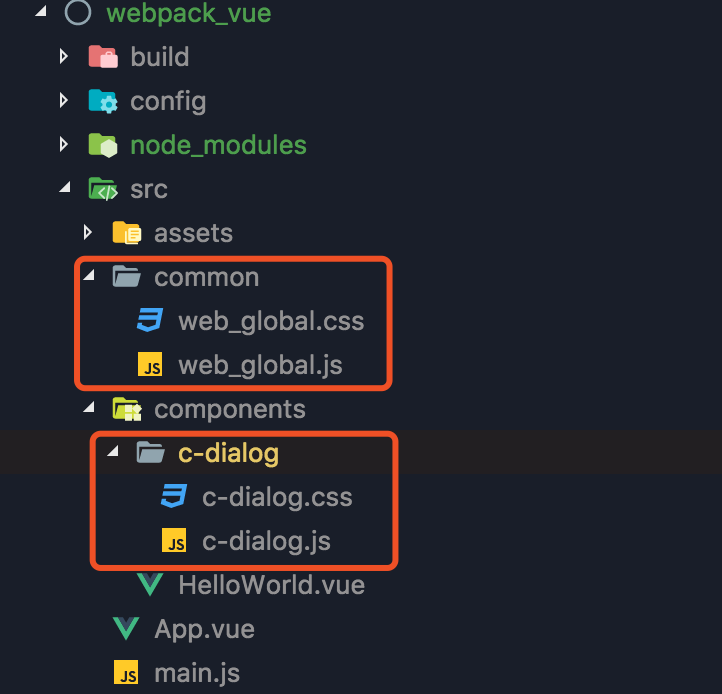 webpack_vue
build
config
node_modules
src
assets
common
web_global.css
JS web_global.js
components
c-dialog
c-dialog.css
JS c-dialog.js
HelloWorld.vue
App.vue
JS main.js